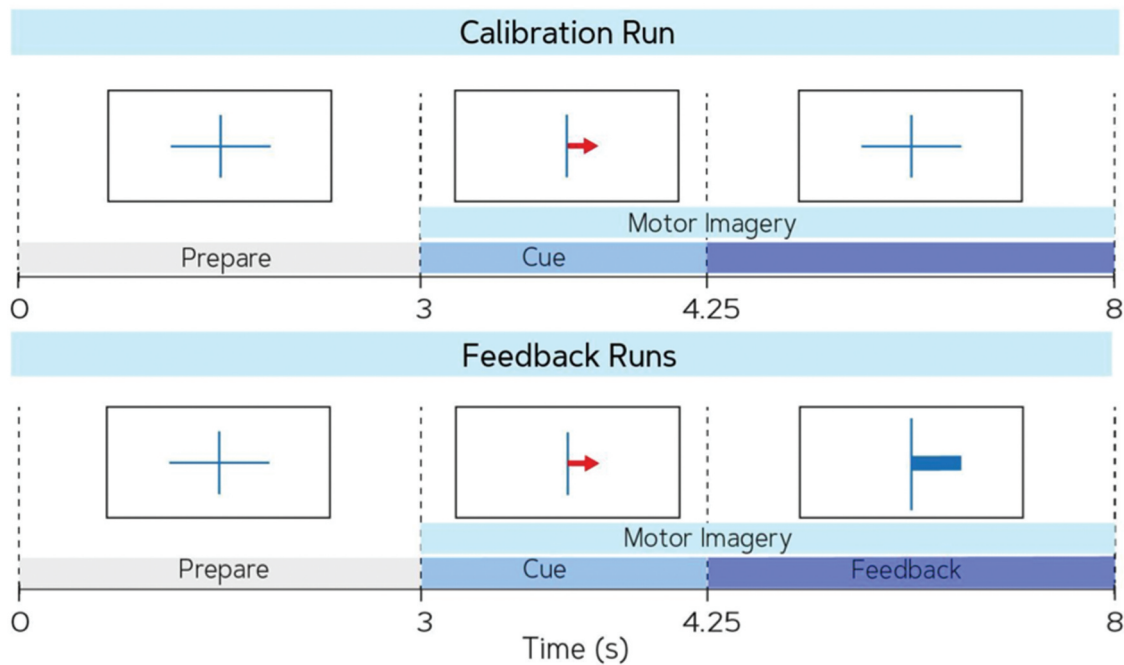 Calibration Run
Motor Imagery
Prepare Cue
0 3 4.25 8
Feedback Runs
Motor Imagery
Prepare Cue Feedback
0 3 4.25 8
Time (s)